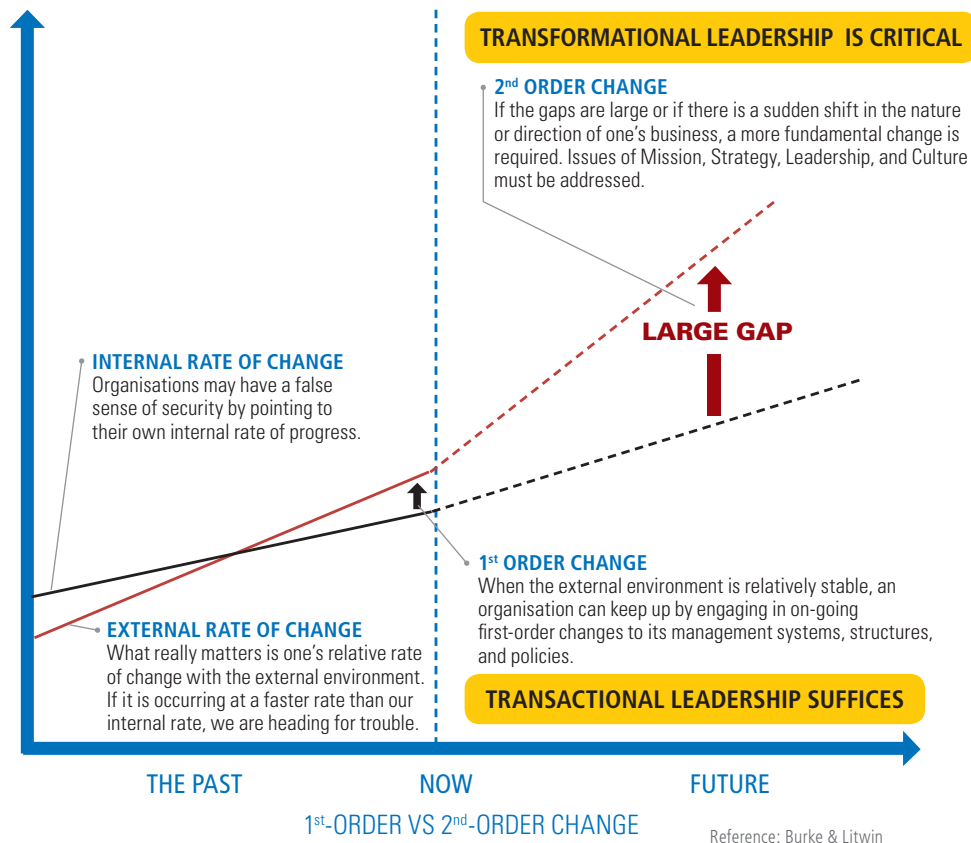 TRANSFORMATIONAL LEADERSHIP IS CRITICAL
2nd ORDER CHANGE
If the gaps are large or if there is a sudden shift in the nature
or direction of one's business, a more fundamental change is
required. Issues of Mission, Strategy, Leadership, and Culture
must be addressed.
LARGE GAP
INTERNAL RATE OF CHANGE
Organisations may have a false
sense of security by pointing to
their own internal rate of progress.
1st ORDER CHANGE
When the external environment is relatively stable, an
organisation can keep up by engaging in on-going
first-order changes to its management systems, structures,
and policies.
EXTERNAL RATE OF CHANGE
What really matters is one's relative rate
of change with the external environment.
If it is occurring at a faster rate than our
internal rate, we are heading for trouble.
TRANSACTIONAL LEADERSHIP SUFFICES
THE PAST
NOW
FUTURE
1st-ORDER VS 2nd-ORDER CHANGE
Reference: Burke & Litwin